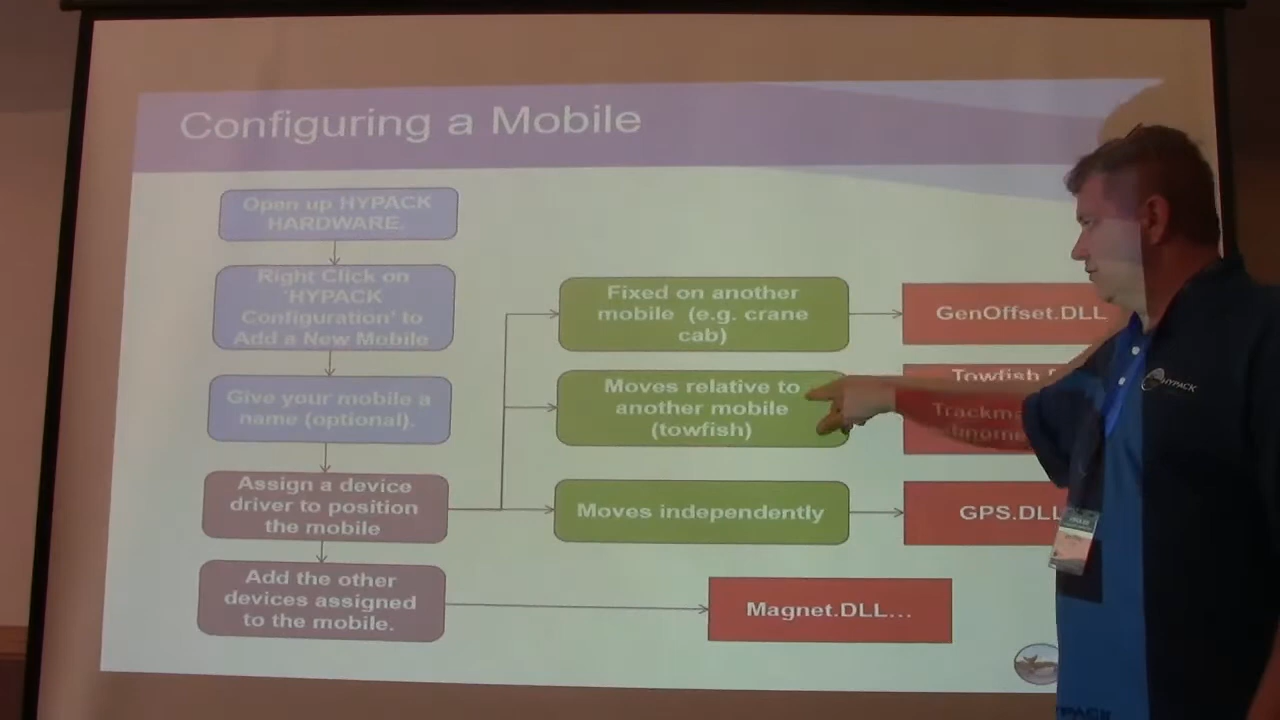 Configuring a Mobile
Open up HYPACK
HARDWARE.
Right Click on
'HYPACK
Configuration' to
Add a New Mobile
Give your mobile a
name (optional).
Assign a device
driver to position
the mobile
Add the other
devices assigned
to the mobile.
Fixed on another
mobile (e.g. crane
cab)
Moves relative to
another mobile
(towfish)
Moves independently
GenOffset.DLL
Towfish
GPS.DLL
Magnet.DLL...
HYPACK
HYPACK